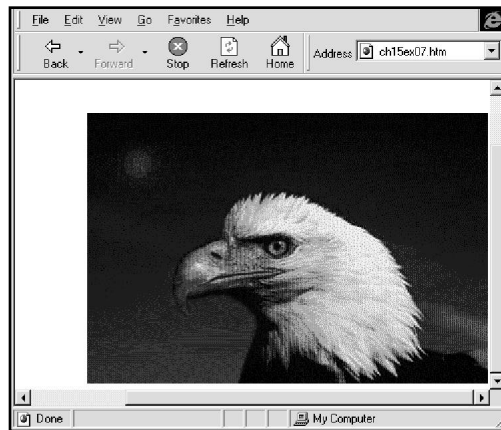 File Edit View Go Favorites Help
Back Forward Stop Refresh Home Address ch15ex07.htm
Done My Computer